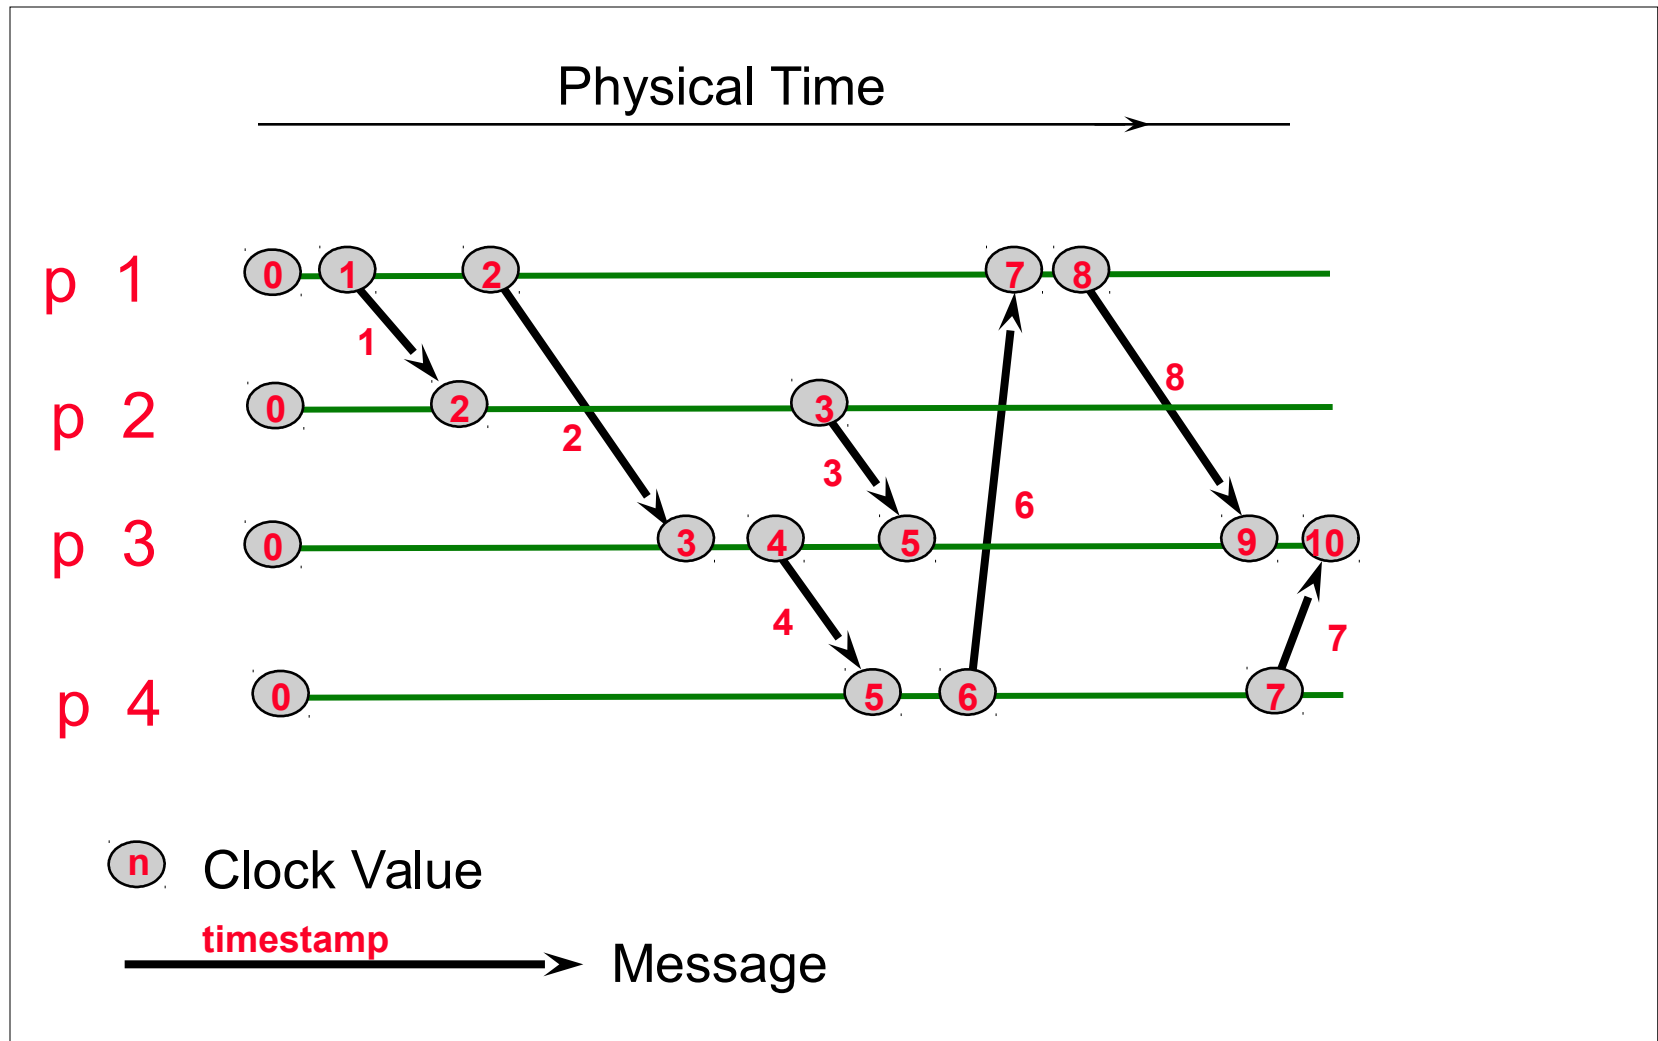 Physical Time
p 1 0 1 2 7 8
1
8
p 2 0 2 3
2
3
6
p 3 0 3 4 5 9 10
4
7
p 4 0 5 6 7
n Clock Value
timestamp
Message